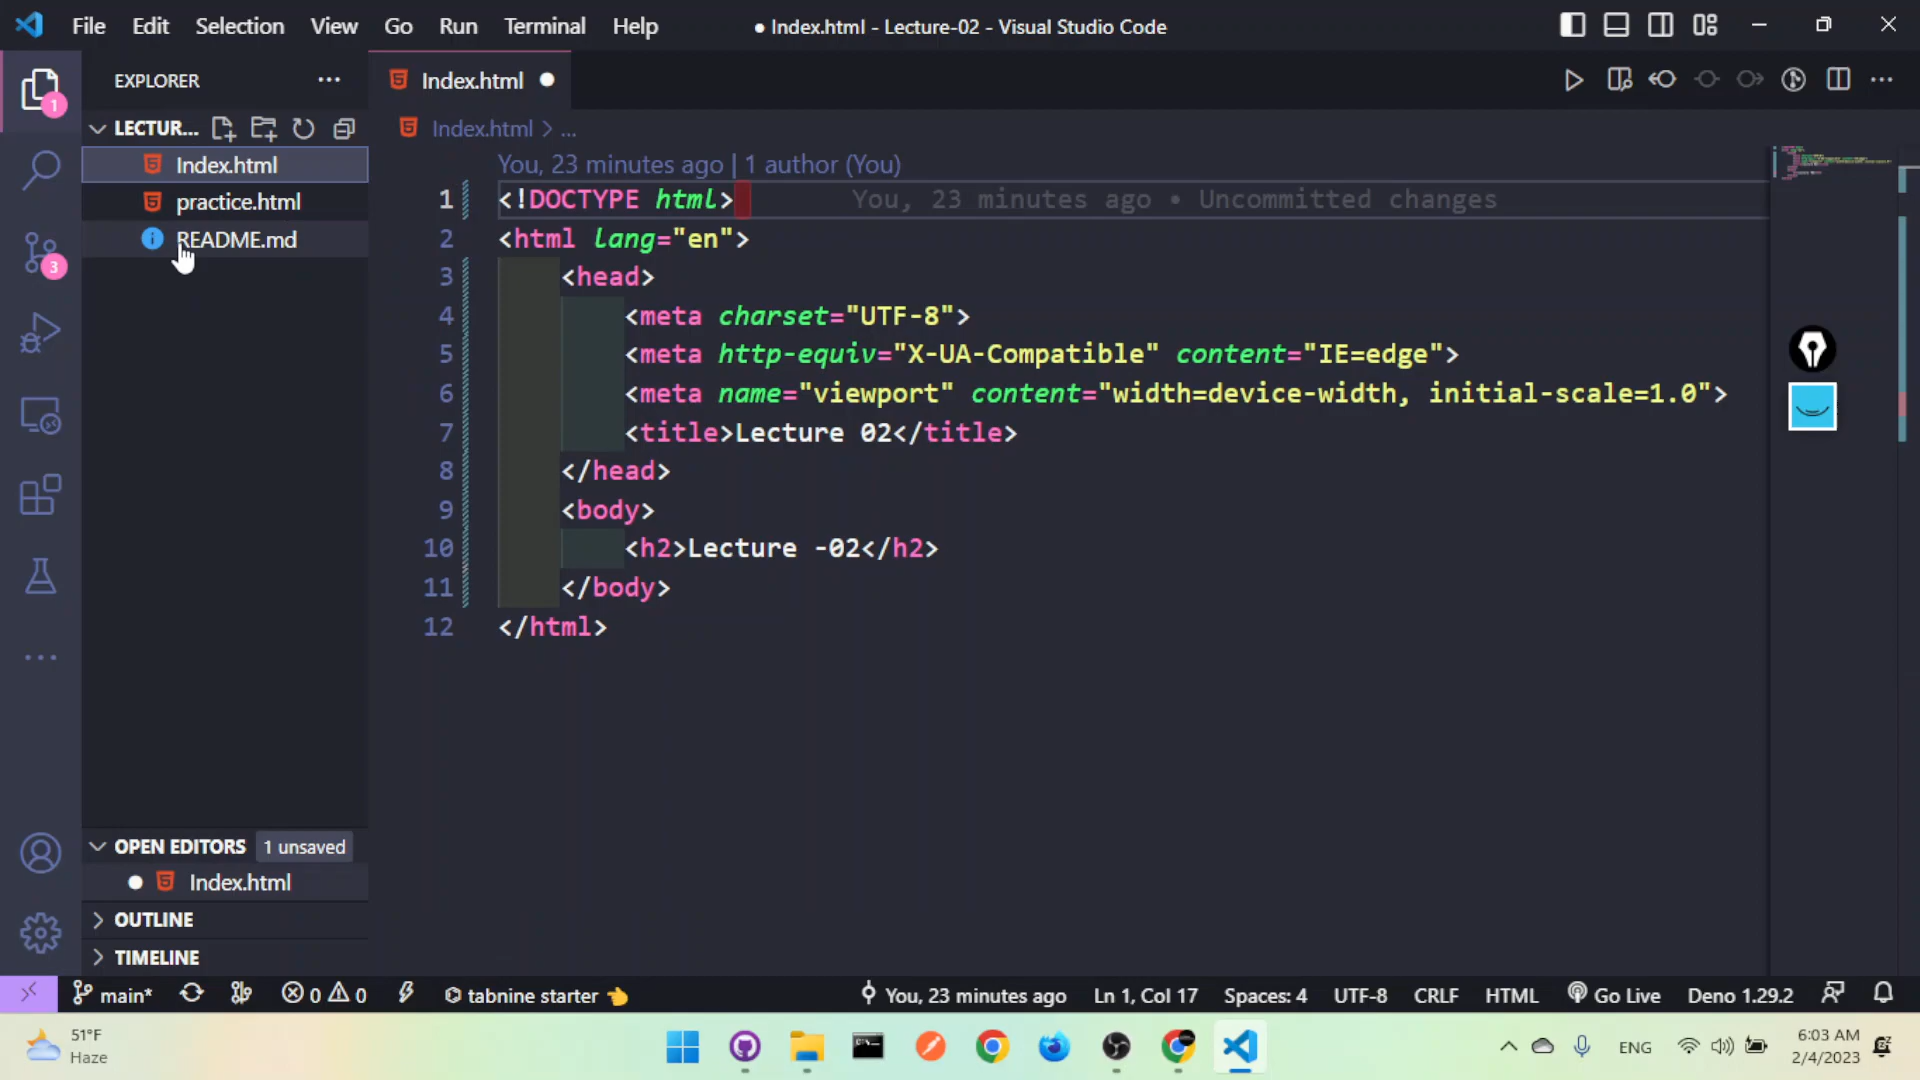 File Edit Selection View Go Run Terminal Help
● Index.html - Lecture-02 - Visual Studio Code
EXPLORER
Index.html
LECTUR...
Index.html > ...
Index.html
practice.html
README.md
1
3
You, 23 minutes ago | 1 author (You)
1 <!DOCTYPE html> You, 23 minutes ago • Uncommitted changes
2 <html lang="en">
3 <head>
4 <meta charset="UTF-8">
5 <meta http-equiv="X-UA-Compatible" content="IE=edge">
6 <meta name="viewport" content="width=device-width, initial-scale=1.0">
7 <title>Lecture 02</title>
8 </head>
9 <body>
10 <h2>Lecture -02</h2>
11 </body>
12 </html>
OPEN EDITORS 1 unsaved
Index.html
OUTLINE
TIMELINE
main* 0 0 tabnine starter You, 23 minutes ago Ln 1, Col 17 Spaces: 4 UTF-8 CRLF HTML Go Live Deno 1.29.2
51°F
Haze
ENG
6:03 AM
2/4/2023